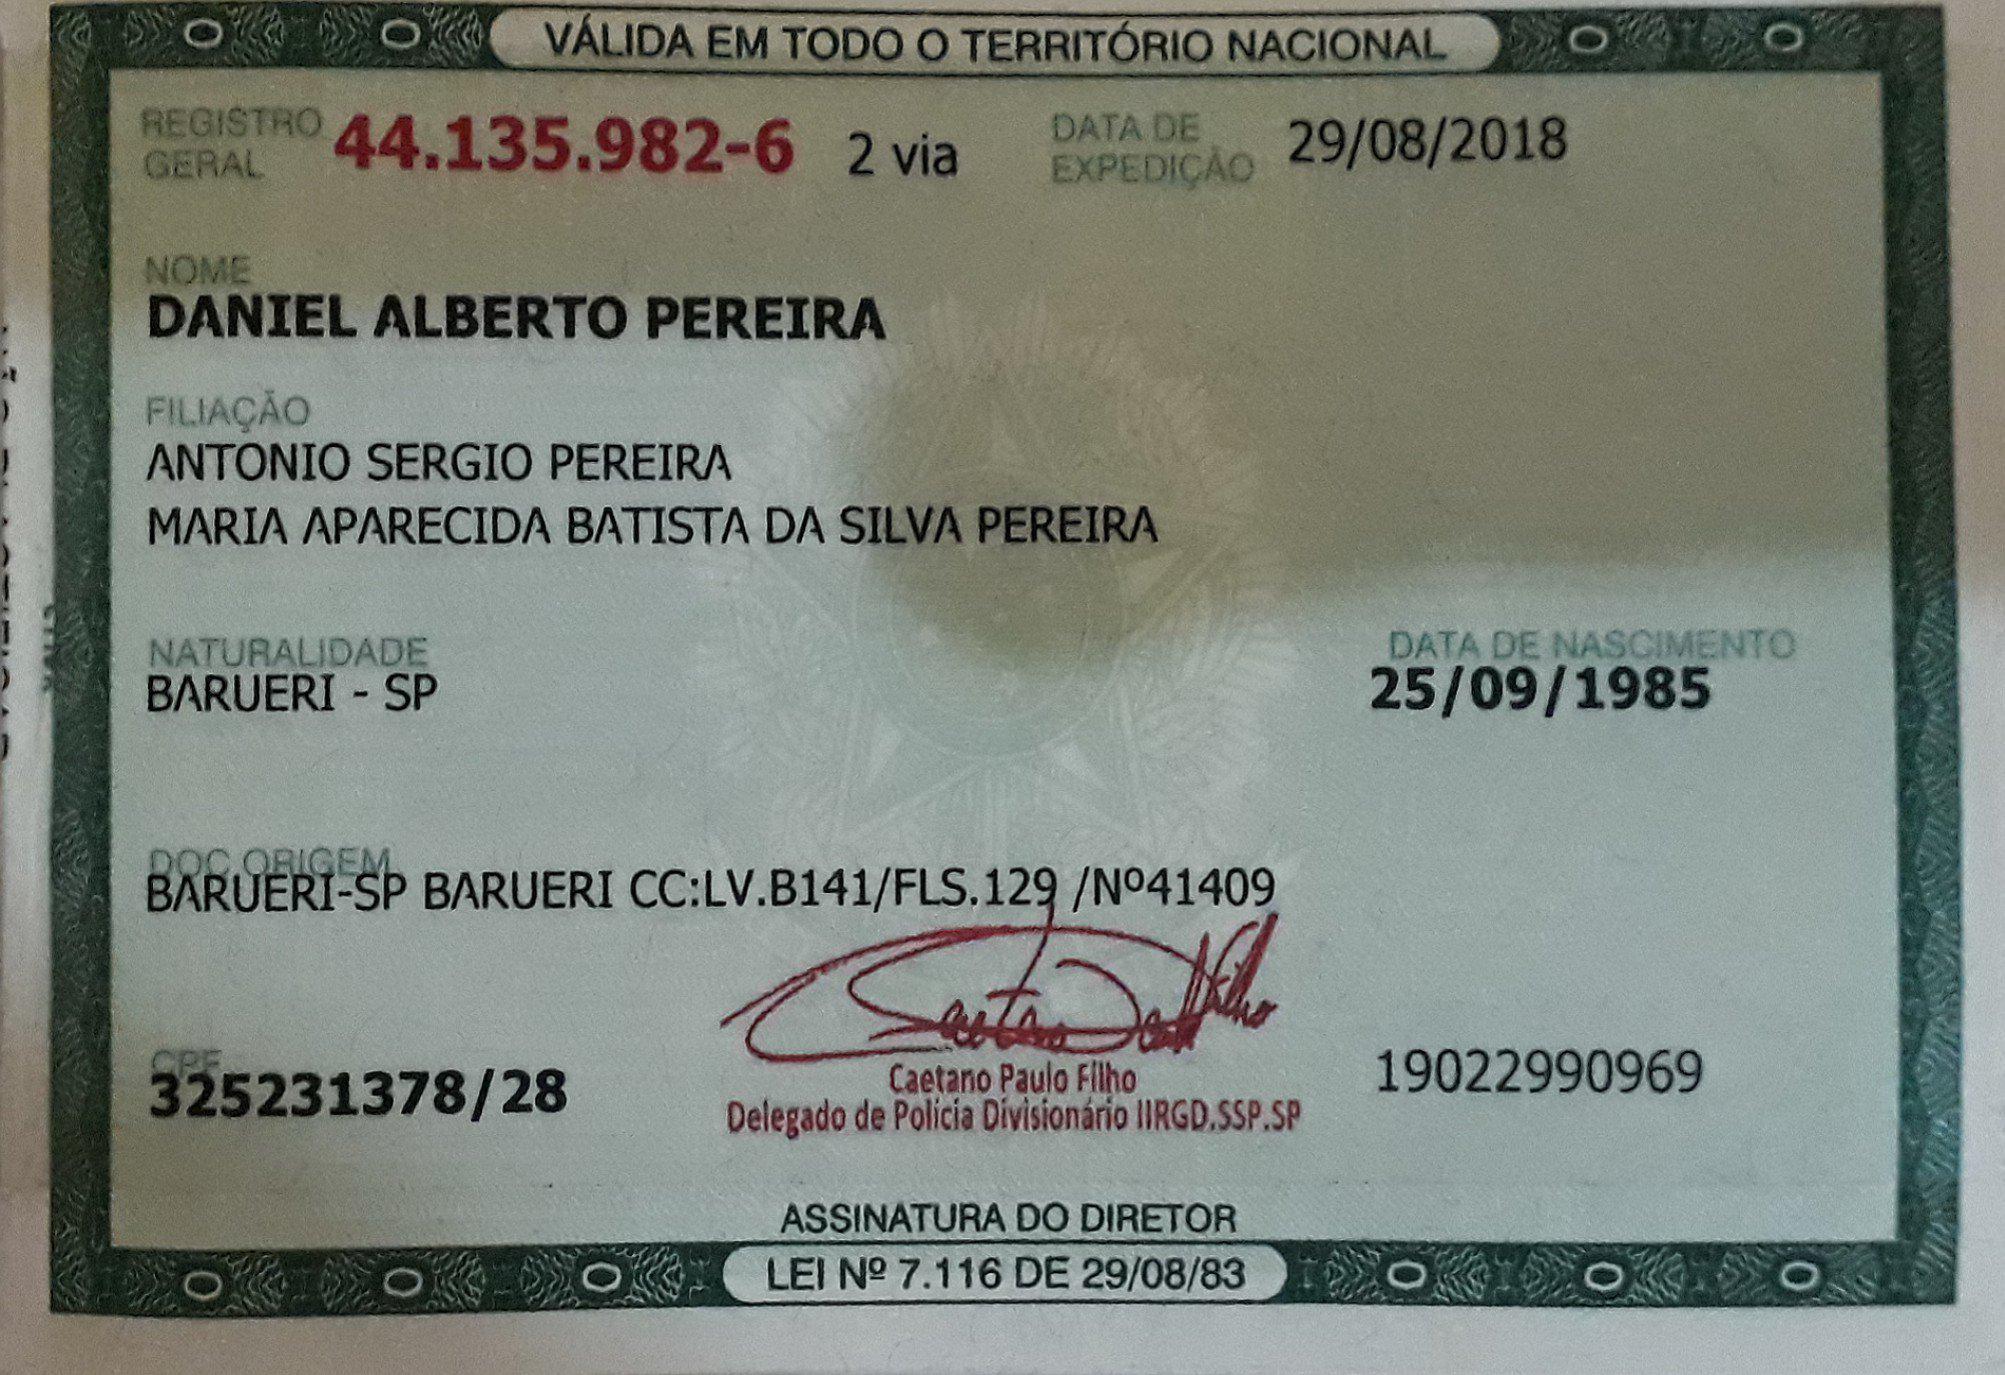 VÁLIDA EM TODO O TERRITÓRIO NACIONAL
REGISTRO GERAL 44.135.982-6 2 via DATA DE EXPEDIÇÃO 29/08/2018
NOME
DANIEL ALBERTO PEREIRA
FILIAÇÃO
ANTONIO SERGIO PEREIRA
MARIA APARECIDA BATISTA DA SILVA PEREIRA
NATURALIDADE
BARUERI - SP
DATA DE NASCIMENTO
25/09/1985
DOC ORIGEM
BARUERI-SP BARUERI CC:LV.B141/FLS.129 /Nº41409
CPF
325231378/28
Caetano Paulo Filho
Delegado de Polícia Divisionário IIRGD.SSP.SP
19022990969
ASSINATURA DO DIRETOR
LEI Nº 7.116 DE 29/08/83